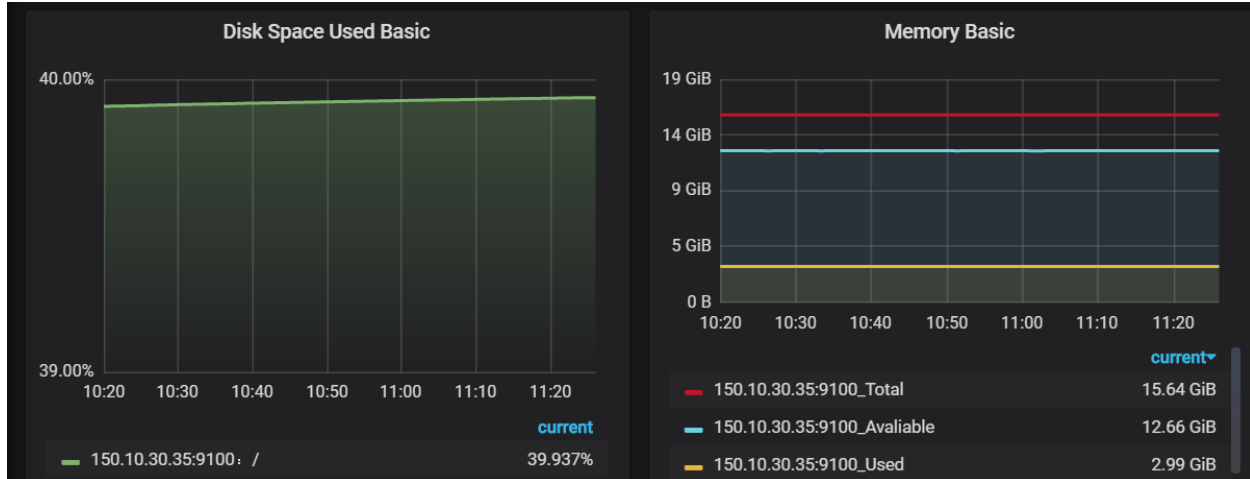 Disk Space Used Basic
40.00%
39.00%
10:20 10:30 10:40 10:50 11:00 11:10 11:20
current
150.10.30.35:9100：/ 39.937%
Memory Basic
19 GiB
14 GiB
9 GiB
5 GiB
0 B
10:20 10:30 10:40 10:50 11:00 11:10 11:20
current
150.10.30.35:9100_Total 15.64 GiB
150.10.30.35:9100_Avaliable 12.66 GiB
150.10.30.35:9100_Used 2.99 GiB